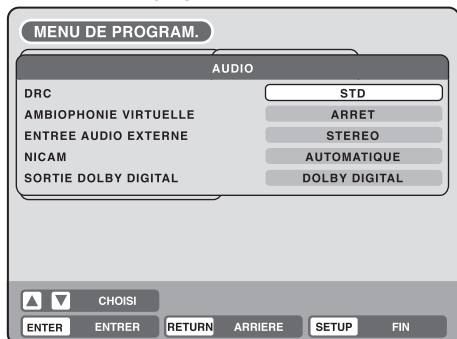 MENU DE PROGRAM.
AUDIO
DRC STD
AMBIOPHONIE VIRTUELLE ARRET
ENTREE AUDIO EXTERNE STEREO
NICAM AUTOMATIQUE
SORTIE DOLBY DIGITAL DOLBY DIGITAL
CHOISI
ENTER ENTRER RETURN ARRIERE SETUP FIN